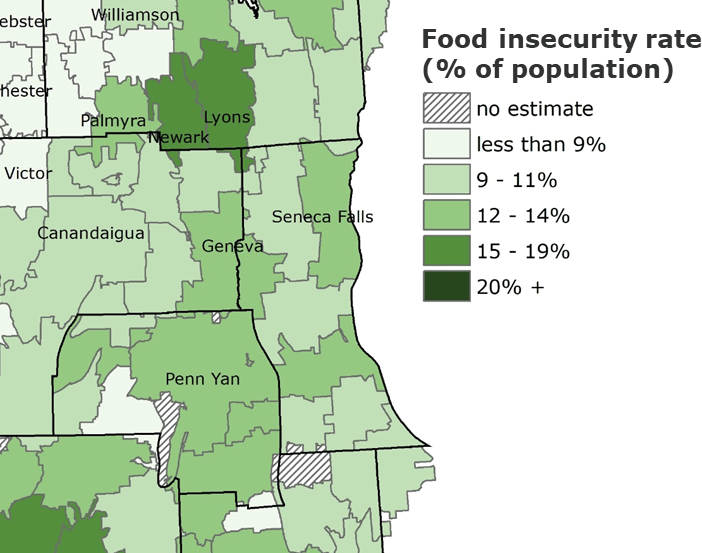 Williamson
ebster
hester
Palmyra
Lyons
Newark
Victor
Seneca Falls
Canandaigua
Geneva
Penn Yan
Food insecurity rate
(% of population)
no estimate
less than 9%
9 - 11%
12 - 14%
15 - 19%
20% +